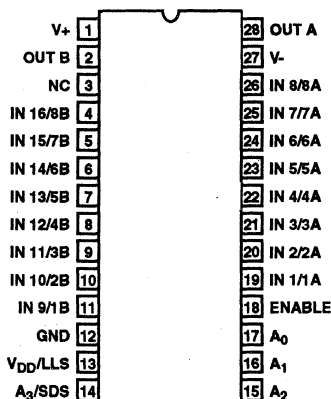 V+ 1 28 OUT A
OUT B 2 27 V-
NC 3 26 IN 8/8A
IN 16/8B 4 25 IN 7/7A
IN 15/7B 5 24 IN 6/6A
IN 14/6B 6 23 IN 5/5A
IN 13/5B 7 22 IN 4/4A
IN 12/4B 8 21 IN 3/3A
IN 11/3B 9 20 IN 2/2A
IN 10/2B 10 19 IN 1/1A
IN 9/1B 11 18 ENABLE
GND 12 17 A0
VDD/LLS 13 16 A1
A3/SDS 14 15 A2